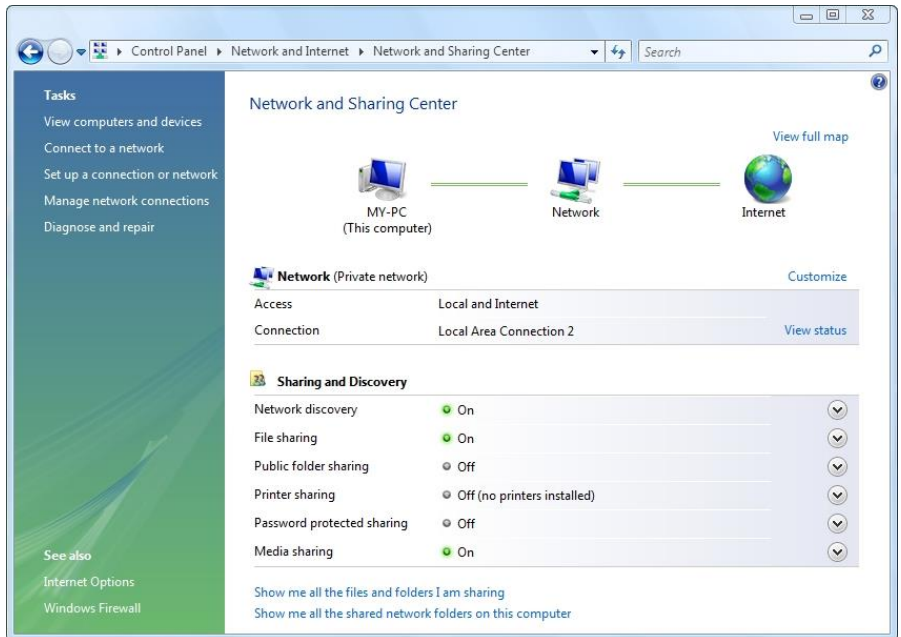 Control Panel Network and Internet Network and Sharing Center Search
Tasks
View computers and devices
Connect to a network
Set up a connection or network
Manage network connections
Diagnose and repair
See also
Internet Options
Windows Firewall
Network and Sharing Center
View full map
MY-PC
(This computer)
Network
Internet
Network (Private network) Customize
Access Local and Internet
Connection Local Area Connection 2 View status
Sharing and Discovery
Network discovery On
File sharing On
Public folder sharing Off
Printer sharing Off (no printers installed)
Password protected sharing Off
Media sharing On
Show me all the files and folders I am sharing
Show me all the shared network folders on this computer